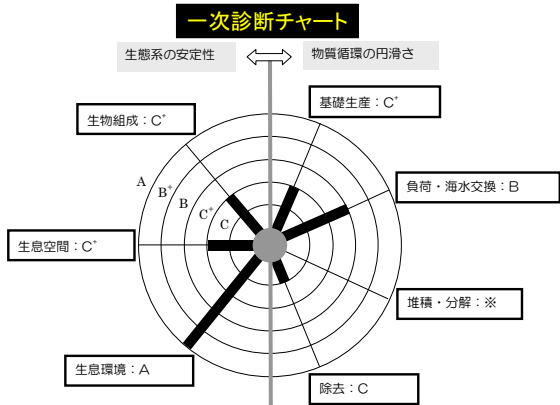 一次診断チャート
生態系の安定性
物質循環の円滑さ
生物組成：C⁺
基礎生産：C⁺
A
B⁺
B
C⁺
C
負荷・海水交換：B
生息空間：C⁺
堆積・分解：※
生息環境：A
除去：C